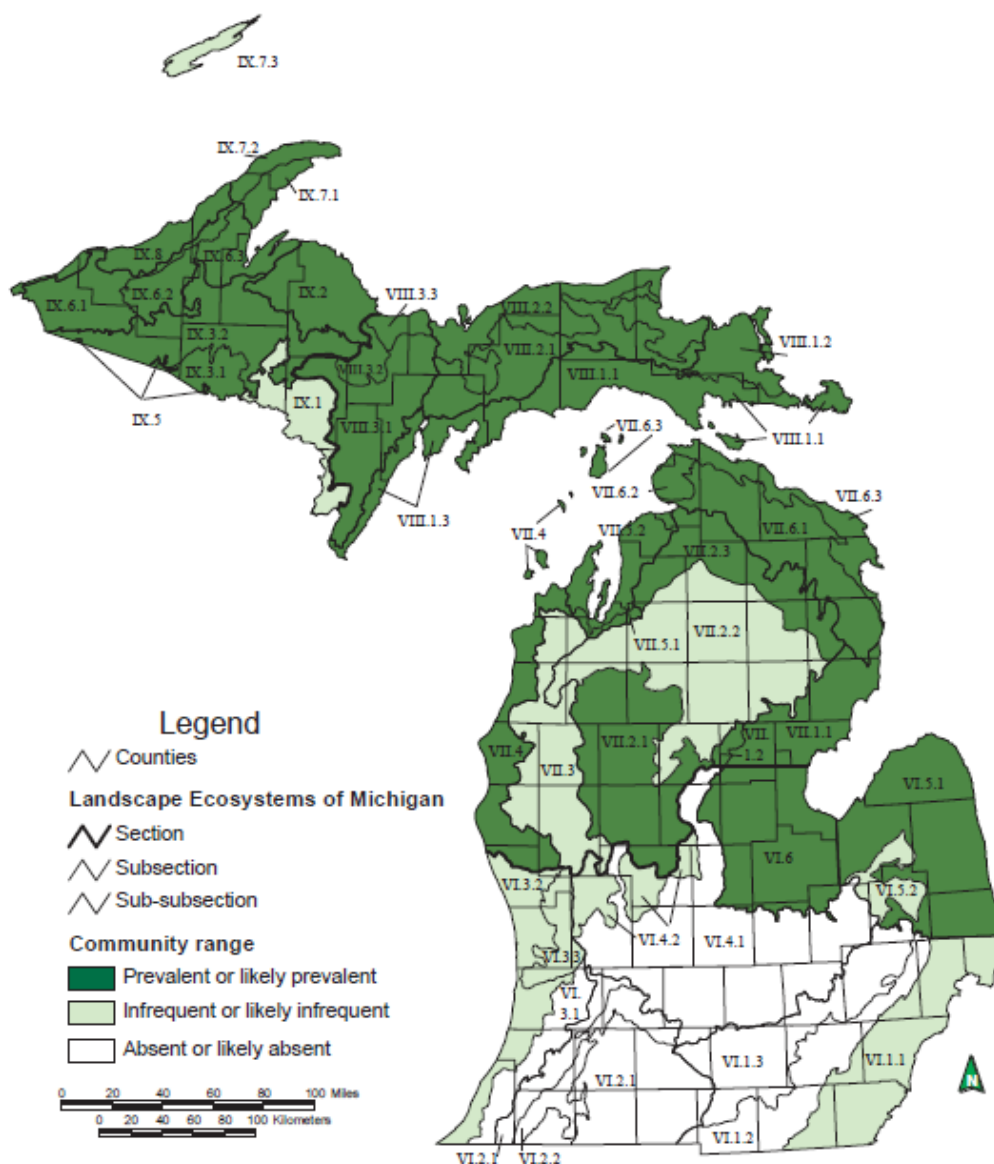 IX.7.3
IX.7.2
IX.7.1
IX.8
IX.6.3
IX.2
IX.6.2
IX.6.1
VIII.3.3
VIII.2.2
IX.3.2
VIII.2.1
VIII.1.2
IX.3.1
VIII.3.2
VIII.1.1
IX.1
IX.5
VIII.3.1
VIII.1.1
VII.6.3
VII.6.2
VIII.1.3
VII.6.3
VII.4
VII.5.2
VII.6.1
VII.2.3
VII.5.1
VII.2.2
VII.4
VII.3
VII.2.1
VII.
1.2
VII.1.1
VI.5.1
VI.6
VI.3.2
VI.5.2
VI.4.2
VI.4.1
VI.3.3
VI.
3.1
VI.1.3
VI.1.1
VI.2.1
VI.1.2
VI.2.1
VI.2.2
Legend
Counties
Landscape Ecosystems of Michigan
Section
Subsection
Sub-subsection
Community range
Prevalent or likely prevalent
Infrequent or likely infrequent
Absent or likely absent
0 20 40 60 80 100 Miles
0 20 40 60 80 100 Kilometers
N